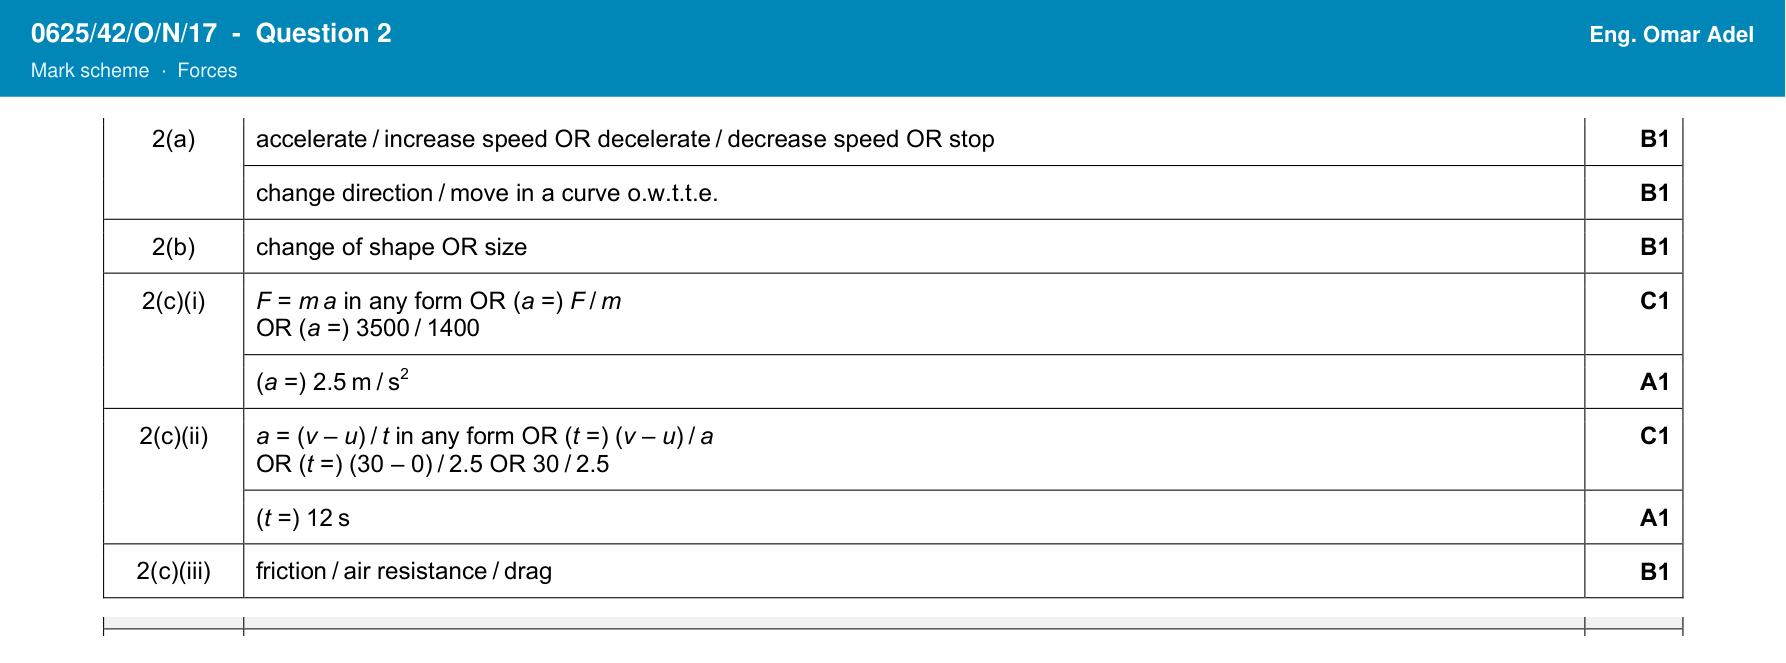 0625/42/O/N/17 - Question 2
Eng. Omar Adel
Mark scheme · Forces
2(a) accelerate / increase speed OR decelerate / decrease speed OR stop B1
change direction / move in a curve o.w.t.t.e. B1
2(b) change of shape OR size B1
2(c)(i) F = m a in any form OR (a =) F / m C1
OR (a =) 3500 / 1400
(a =) 2.5 m / s² A1
2(c)(ii) a = (v – u) / t in any form OR (t =) (v – u) / a C1
OR (t =) (30 – 0) / 2.5 OR 30 / 2.5
(t =) 12 s A1
2(c)(iii) friction / air resistance / drag B1